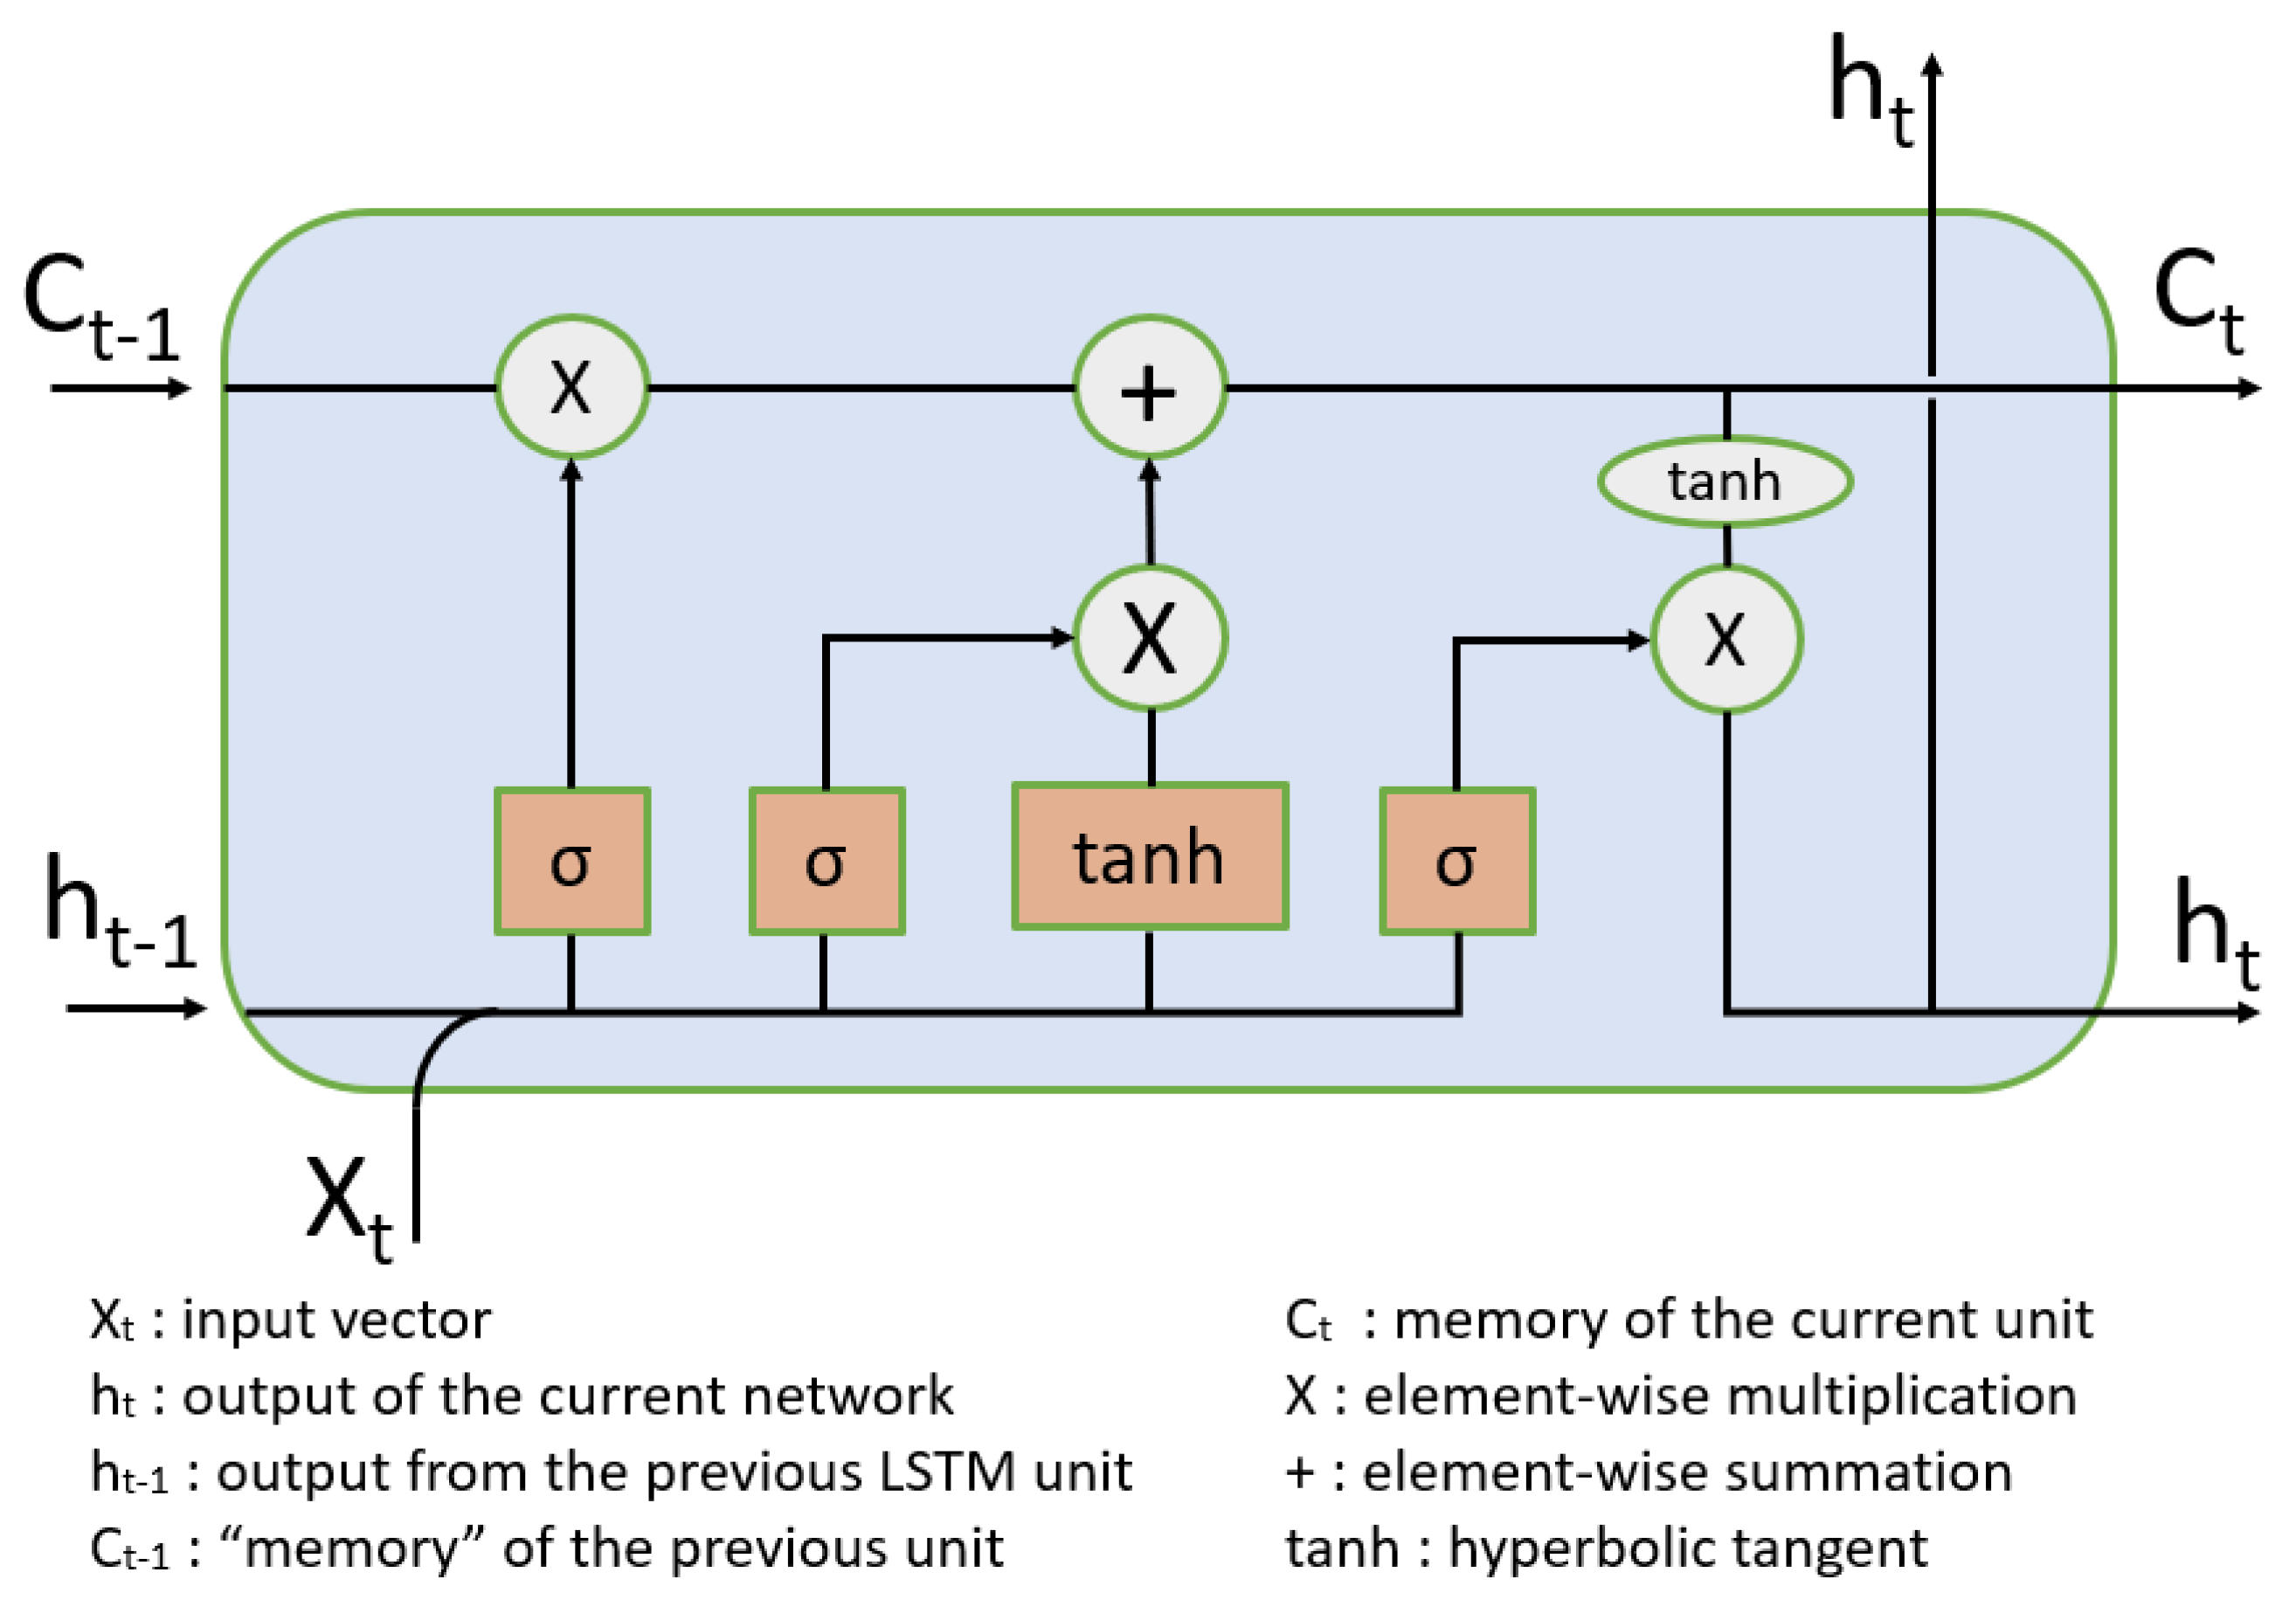 hₜ
Cₜ₋₁
Cₜ
X
+
tanh
X
X
σ
σ
tanh
σ
hₜ₋₁
hₜ
Xₜ
Xₜ : input vector
hₜ : output of the current network
hₜ₋₁ : output from the previous LSTM unit
Cₜ₋₁ : “memory” of the previous unit
Cₜ : memory of the current unit
X : element-wise multiplication
+ : element-wise summation
tanh : hyperbolic tangent